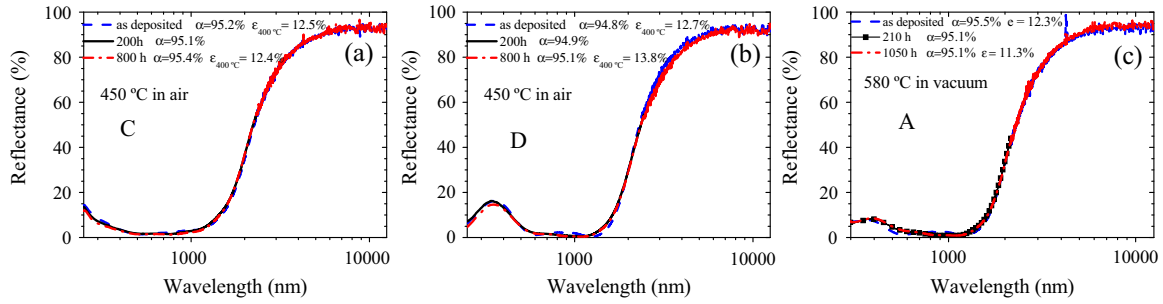 as deposited α=95.2% ε400℃= 12.5%
200h α=95.1%
800 h α=95.4% ε400℃= 12.4%
(a)
450 ºC in air
C
Reflectance (%)
100
80
60
40
20
0
1000
10000
Wavelength (nm)
as deposited α=94.8% ε400℃= 12.7%
200h α=94.9%
800 h α=95.1% ε400℃= 13.8%
(b)
450 ºC in air
D
Reflectance (%)
100
80
60
40
20
0
1000
10000
Wavelength (nm)
as deposited α=95.5% ε = 12.3%
210 h α=95.1%
1050 h α=95.1% ε= 11.3%
(c)
580 ºC in vacuum
A
Reflectance (%)
100
80
60
40
20
0
1000
10000
Wavelength (nm)